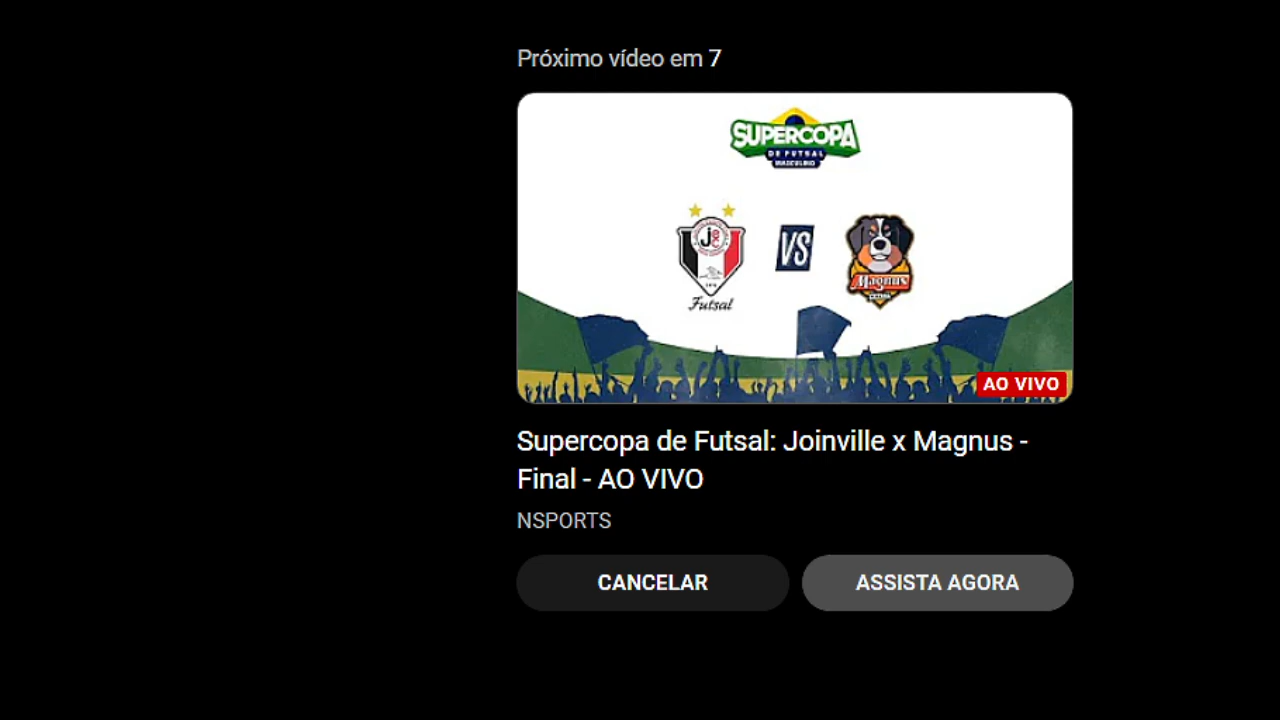 Próximo vídeo em 7
SUPERCOPA
DE FUTSAL
MASCULINO
VS
Magnus
Futsal
AO VIVO
Supercopa de Futsal: Joinville x Magnus -
Final - AO VIVO
NSPORTS
CANCELAR
ASSISTA AGORA